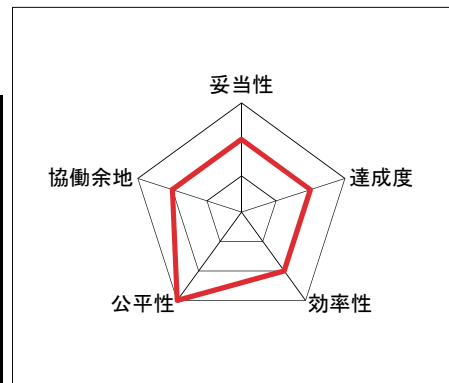 妥当性
協働余地
達成度
公平性
効率性